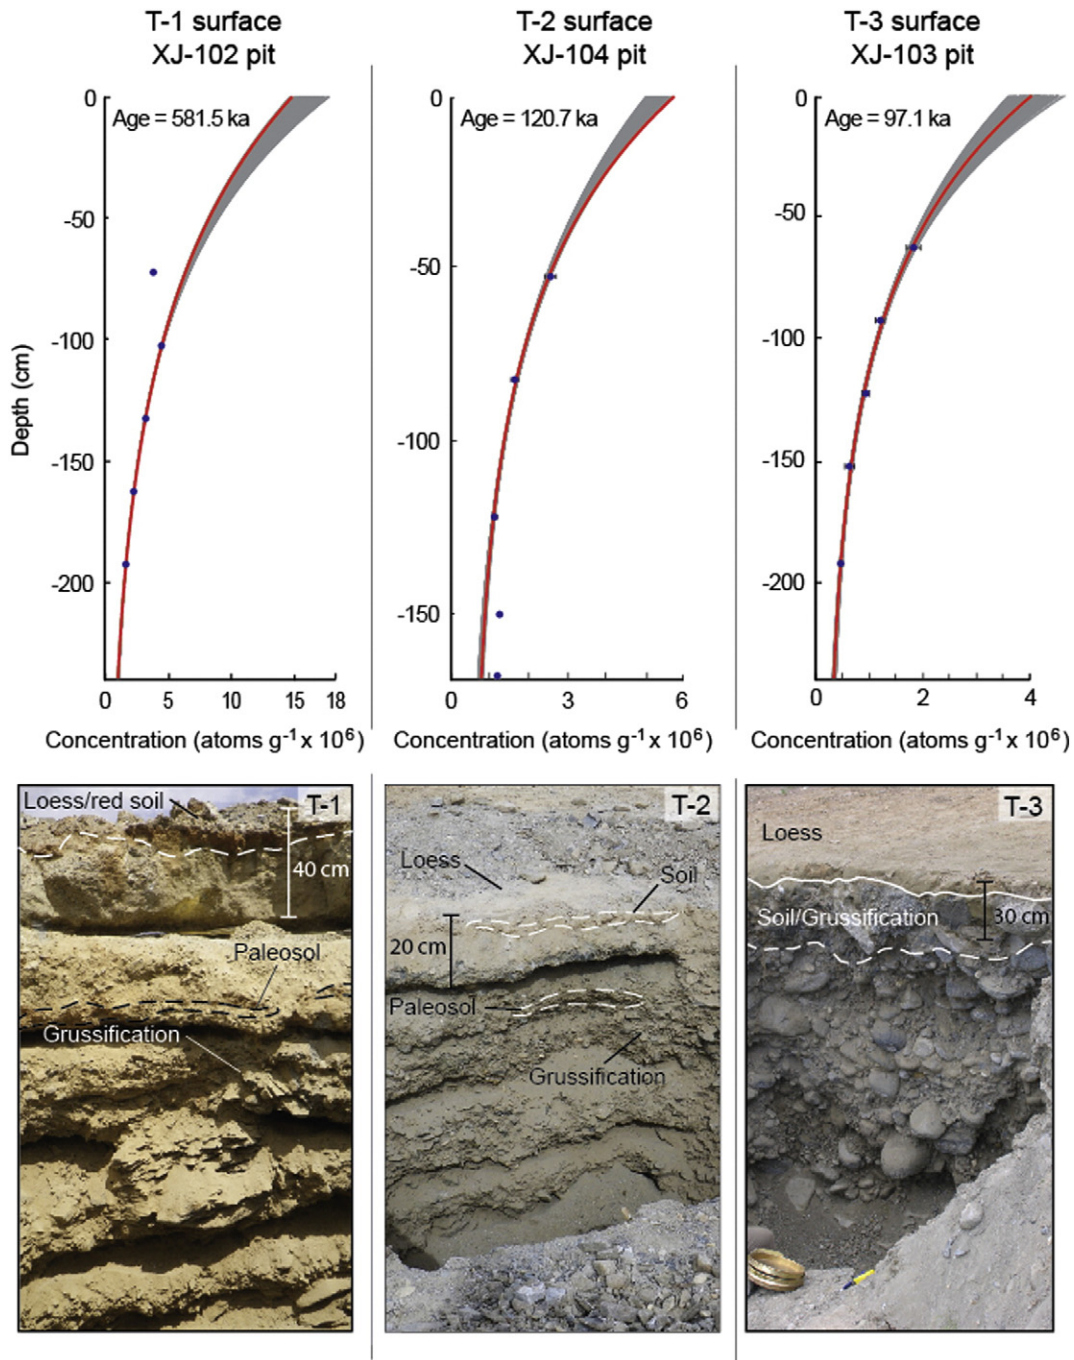 T-1 surface
XJ-102 pit
T-2 surface
XJ-104 pit
T-3 surface
XJ-103 pit
Depth (cm)
0
-50
-100
-150
-200
Age = 581.5 ka
0 5 10 15 18
Concentration (atoms g⁻¹ x 10⁶)
0
-50
-100
-150
Age = 120.7 ka
0 3 6
Concentration (atoms g⁻¹ x 10⁶)
0
-50
-100
-150
-200
Age = 97.1 ka
0 2 4
Concentration (atoms g⁻¹ x 10⁶)
T-1
Loess/red soil
40 cm
Paleosol
Grussification
T-2
Loess
Soil
20 cm
Paleosol
Grussification
T-3
Loess
Soil/Grussification
30 cm